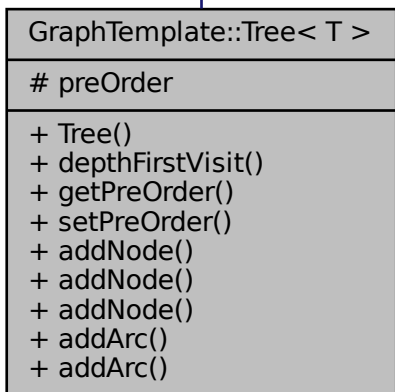 GraphTemplate::Tree< T >
# preOrder
+ Tree()
+ depthFirstVisit()
+ getPreOrder()
+ setPreOrder()
+ addNode()
+ addNode()
+ addNode()
+ addArc()
+ addArc()